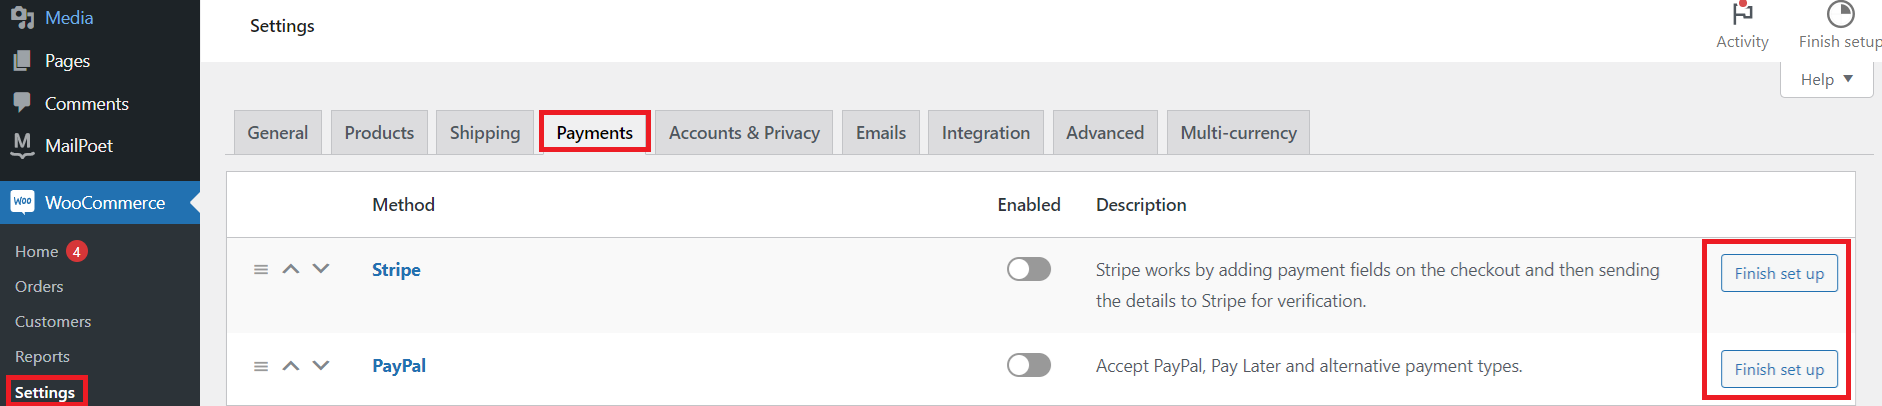 Media
Pages
Comments
MailPoet
Woo WooCommerce
Home 4
Orders
Customers
Reports
Settings
Settings
Activity
Finish setup
Help
General Products Shipping Payments Accounts & Privacy Emails Integration Advanced Multi-currency
Method Enabled Description
Stripe Stripe works by adding payment fields on the checkout and then sending Finish set up
the details to Stripe for verification.
PayPal Accept PayPal, Pay Later and alternative payment types. Finish set up